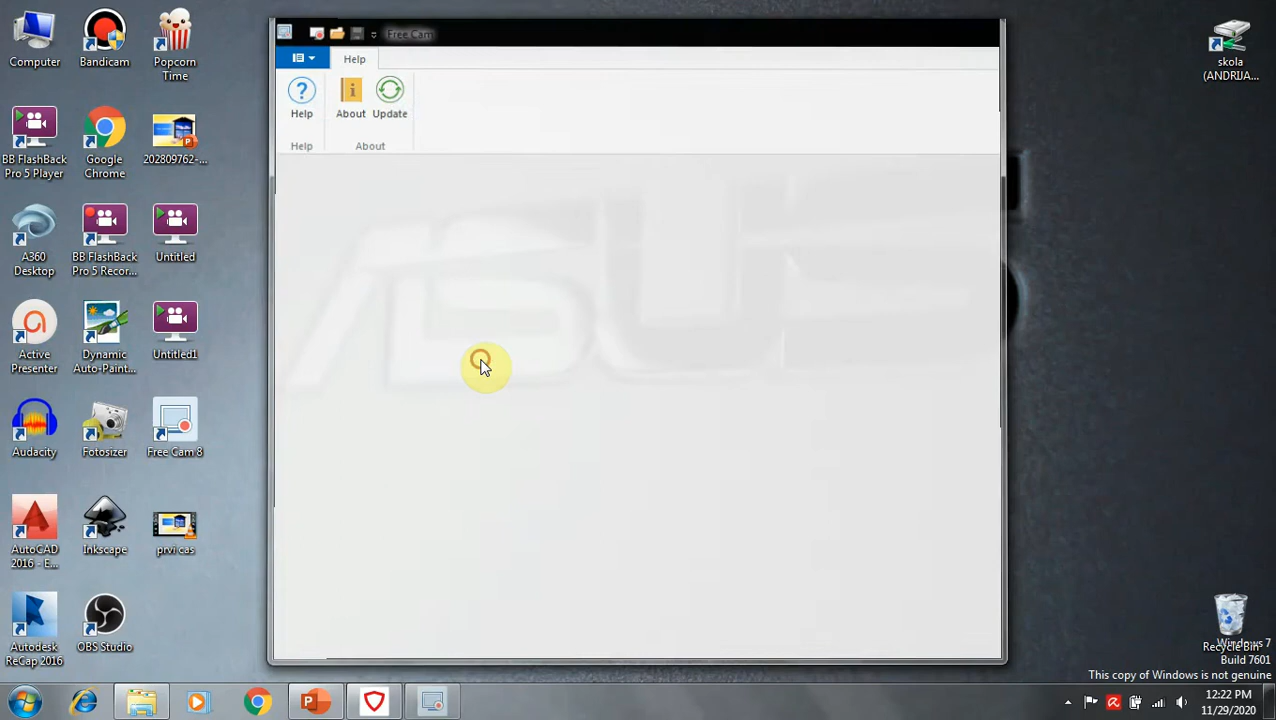 Free Cam
Help
Help
About
Update
Help
About
Computer
Bandicam
Popcorn
Time
BB FlashBack
Pro 5 Player
Google
Chrome
202809762-...
A360
Desktop
BB FlashBack
Pro 5 Recor...
Untitled
Active
Presenter
Dynamic
Auto-Paint...
Untitled1
Audacity
Fotosizer
Free Cam 8
AutoCAD
2016 - E...
Inkscape
prvi cas
Autodesk
ReCap 2016
OBS Studio
skola
(ANDRIJA...
ASUS
Recycle Bin
Windows 7
Build 7601
This copy of Windows is not genuine
12:22 PM
11/29/2020